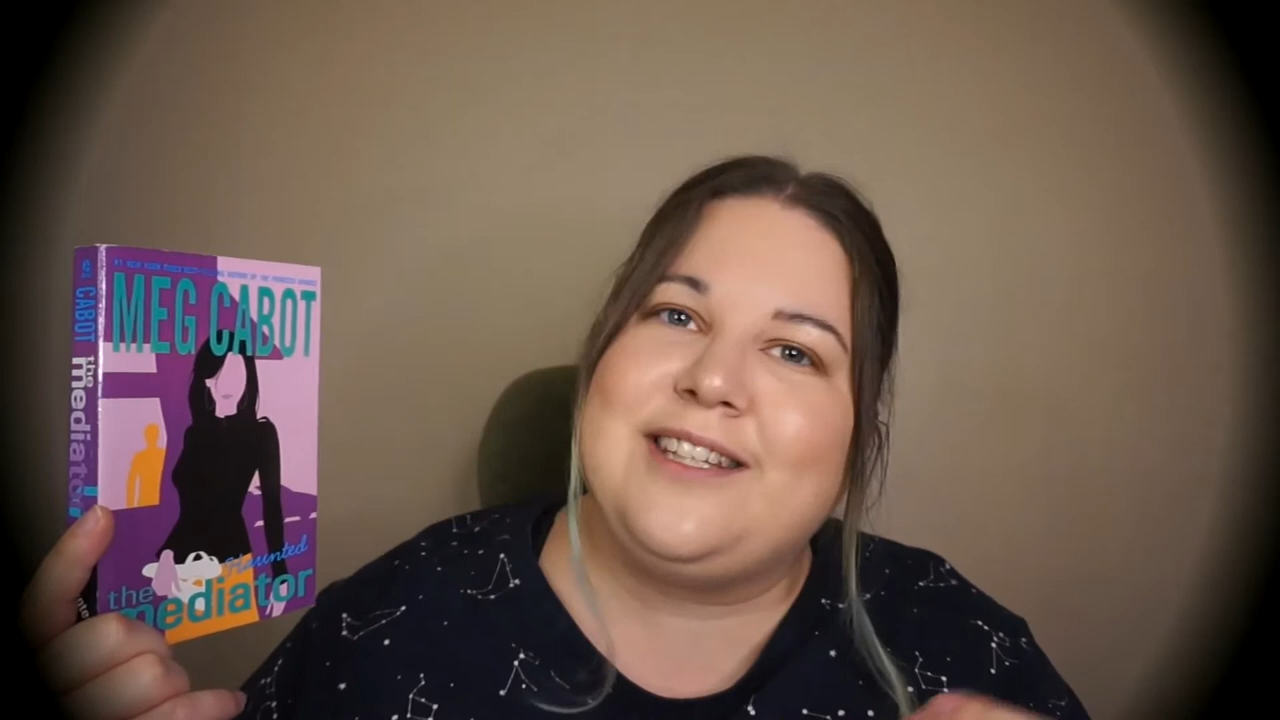 MEG CABOT
Haunted
the
mediator
CABOT
the
mediator